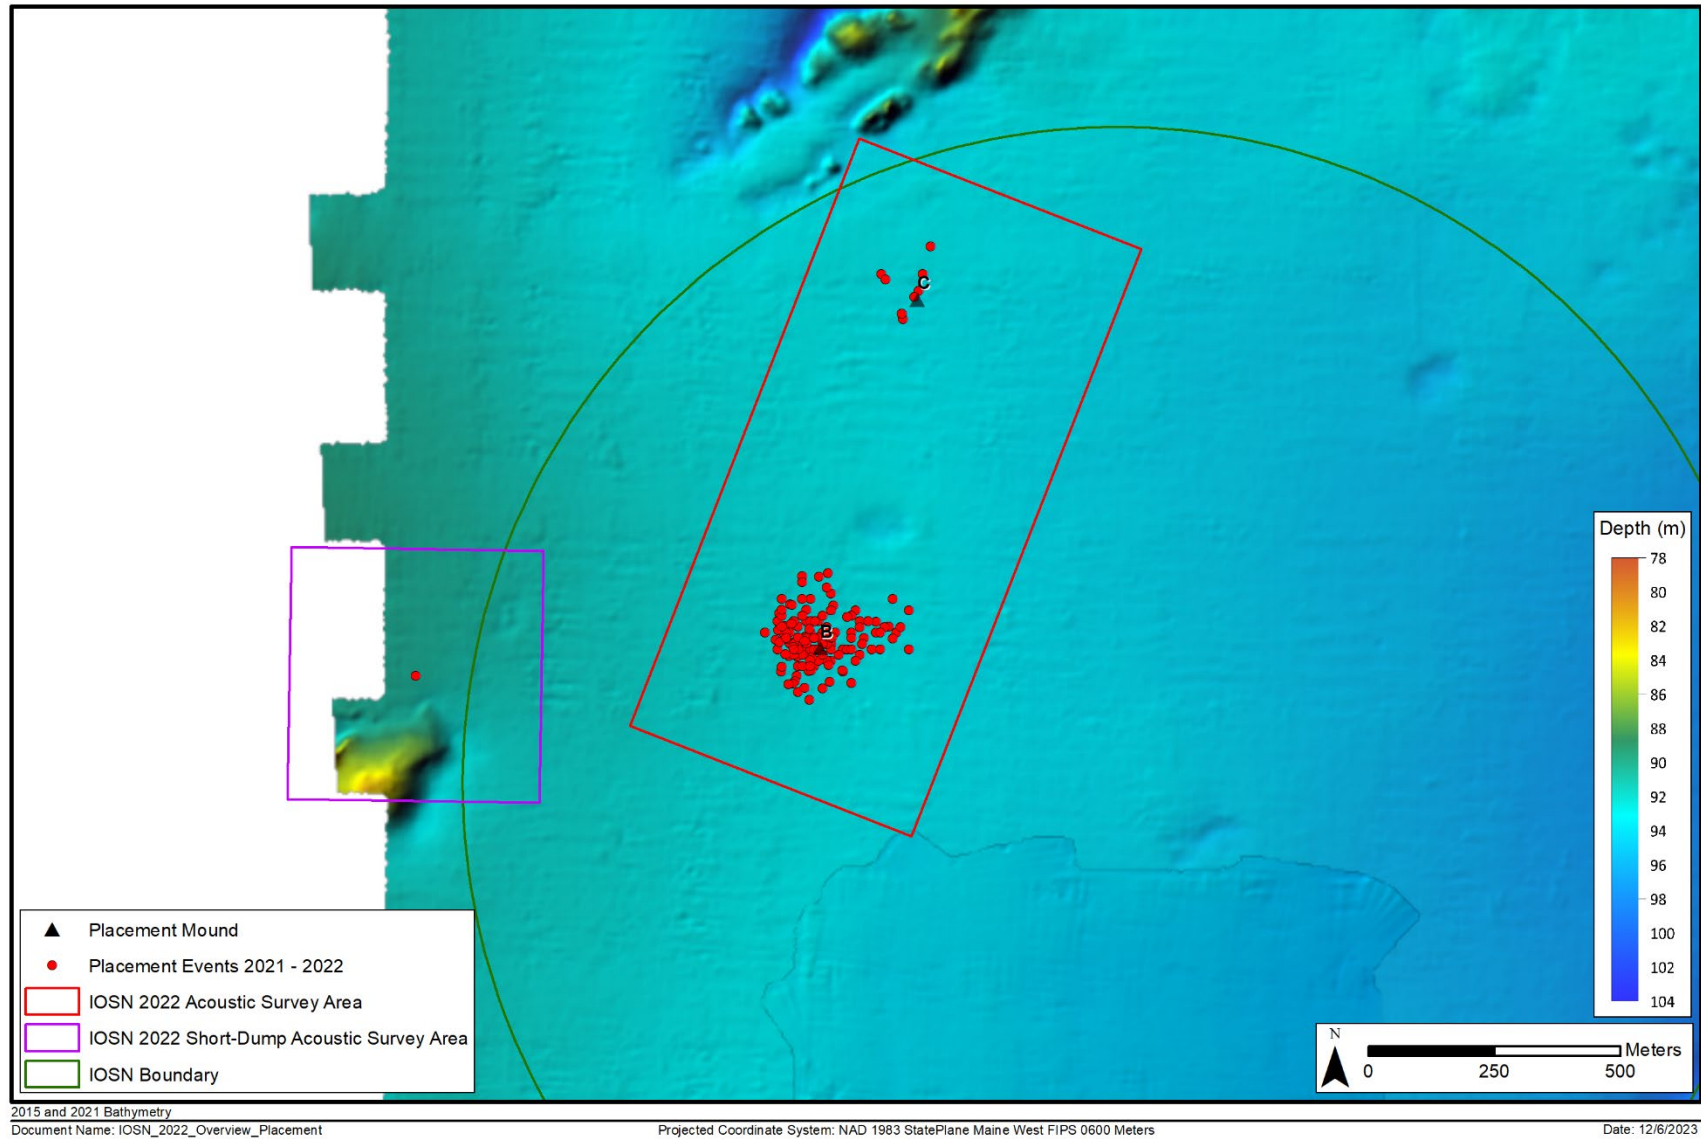 C
B
Depth (m)
78
80
82
84
86
88
90
92
94
96
98
100
102
104
Placement Mound
Placement Events 2021 - 2022
IOSN 2022 Acoustic Survey Area
IOSN 2022 Short-Dump Acoustic Survey Area
IOSN Boundary
N
Meters
0 250 500
2015 and 2021 Bathymetry
Document Name: IOSN_2022_Overview_Placement
Projected Coordinate System: NAD 1983 StatePlane Maine West FIPS 0600 Meters
Date: 12/6/2023